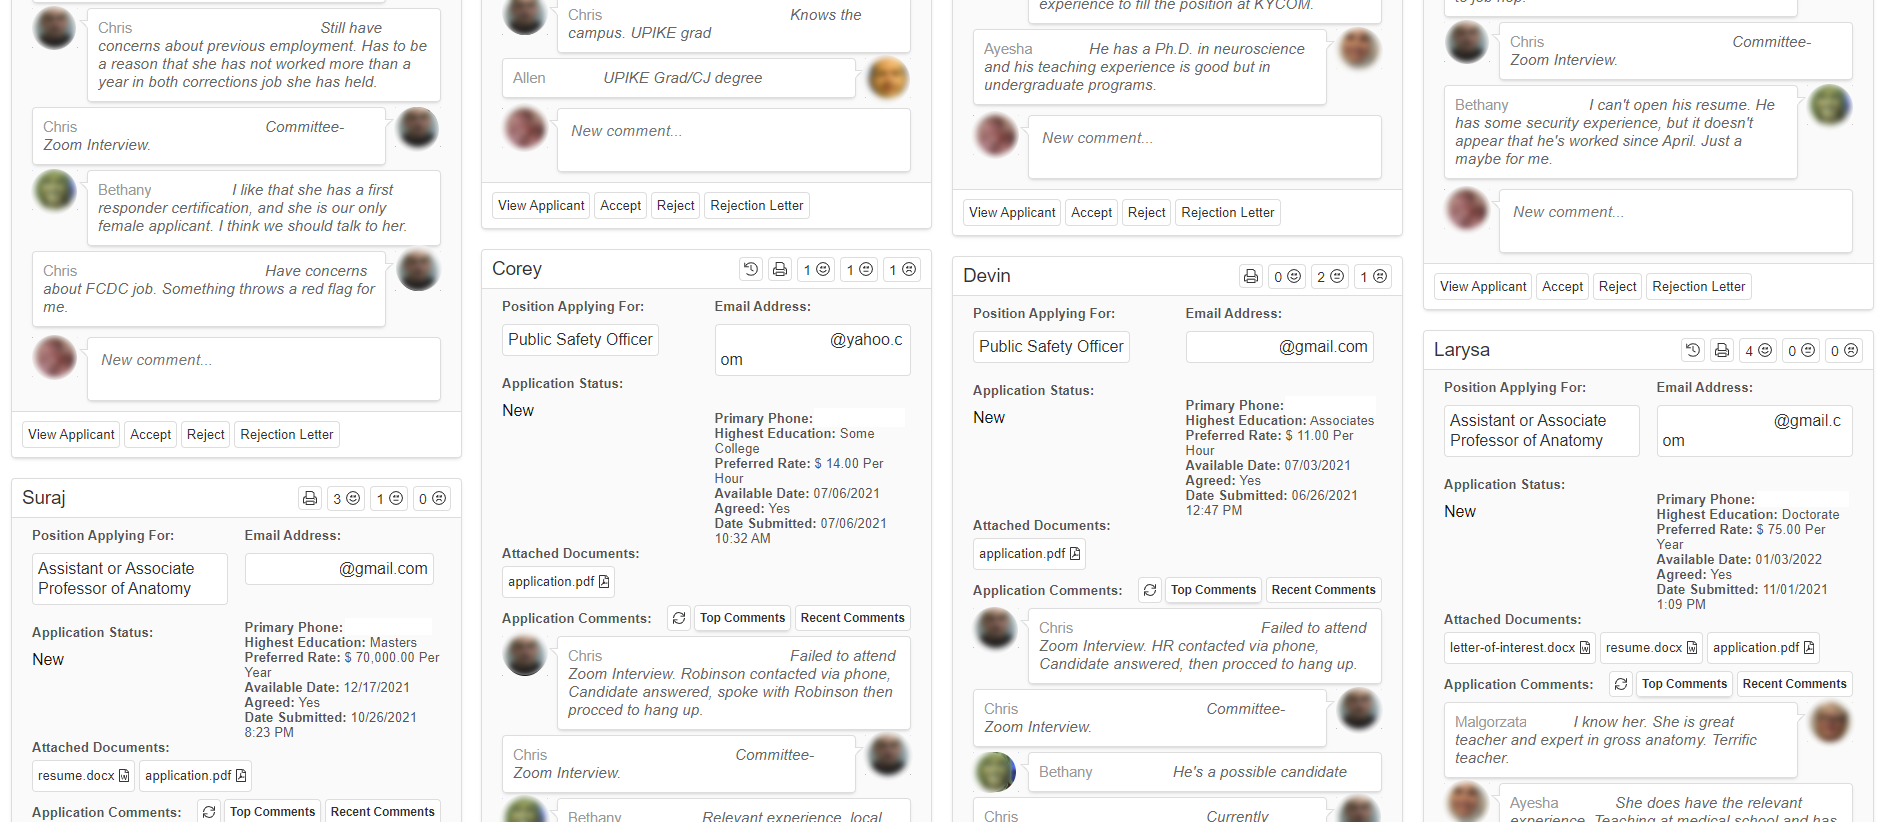 Chris Still have
concerns about previous employment. Has to be
a reason that she has not worked more than a
year in both corrections job she has held.
Chris Committee-
Zoom Interview.
Bethany I like that she has a first
responder certification, and she is our only
female applicant. I think we should talk to her.
Chris Have concerns
about FCDC job. Something throws a red flag for
me.
New comment...
View Applicant Accept Reject Rejection Letter
Suraj 3 1 0
Position Applying For: Email Address:
Assistant or Associate
Professor of Anatomy
@gmail.com
Application Status:
New
Primary Phone:
Highest Education: Masters
Preferred Rate: $ 70,000.00 Per
Year
Available Date: 12/17/2021
Agreed: Yes
Date Submitted: 10/26/2021
8:23 PM
Attached Documents:
resume.docx application.pdf
Application Comments: Top Comments Recent Comments
Chris Knows the
campus. UPIKE grad
Allen UPIKE Grad/CJ degree
New comment...
View Applicant Accept Reject Rejection Letter
Corey 1 1 1
Position Applying For: Email Address:
Public Safety Officer
@yahoo.c
om
Application Status:
New
Primary Phone:
Highest Education: Some
College
Preferred Rate: $ 14.00 Per
Hour
Available Date: 07/06/2021
Agreed: Yes
Date Submitted: 07/06/2021
10:32 AM
Attached Documents:
application.pdf
Application Comments: Top Comments Recent Comments
Chris Failed to attend
Zoom Interview. Robinson contacted via phone,
Candidate answered, spoke with Robinson then
procced to hang up.
Chris Committee-
Zoom Interview.
Bethany Relevant experience, local
experience to fill the position at KYCOM.
Ayesha He has a Ph.D. in neuroscience
and his teaching experience is good but in
undergraduate programs.
New comment...
View Applicant Accept Reject Rejection Letter
Devin 0 2 1
Position Applying For: Email Address:
Public Safety Officer @gmail.com
Application Status:
New
Primary Phone:
Highest Education: Associates
Preferred Rate: $ 11.00 Per
Hour
Available Date: 07/03/2021
Agreed: Yes
Date Submitted: 06/26/2021
12:47 PM
Attached Documents:
application.pdf
Application Comments: Top Comments Recent Comments
Chris Failed to attend
Zoom Interview. HR contacted via phone,
Candidate answered, then procced to hang up.
Chris Committee-
Zoom Interview.
Bethany He's a possible candidate
Chris Currently
to job hop.
Chris Committee-
Zoom Interview.
Bethany I can't open his resume. He
has some security experience, but it doesn't
appear that he's worked since April. Just a
maybe for me.
New comment...
View Applicant Accept Reject Rejection Letter
Larysa 4 0 0
Position Applying For: Email Address:
Assistant or Associate
Professor of Anatomy
@gmail.c
om
Application Status:
New
Primary Phone:
Highest Education: Doctorate
Preferred Rate: $ 75.00 Per
Year
Available Date: 01/03/2022
Agreed: Yes
Date Submitted: 11/01/2021
1:09 PM
Attached Documents:
letter-of-interest.docx resume.docx application.pdf
Application Comments: Top Comments Recent Comments
Malgorzata I know her. She is great
teacher and expert in gross anatomy. Terrific
teacher.
Ayesha She does have the relevant
experience. Teaching at medical school and has